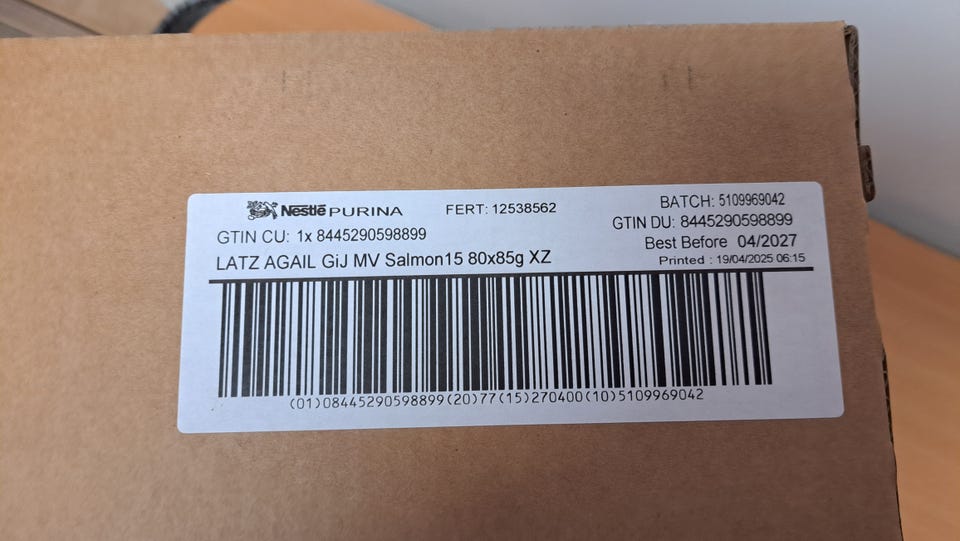 Nestlé PURINA FERT: 12538562 BATCH: 5109969042
GTIN CU: 1x 8445290598899 GTIN DU: 8445290598899
Best Before 04/2027
LATZ AGAIL GiJ MV Salmon15 80x85g XZ Printed : 19/04/2025 06:15
(01)08445290598899(20)77(15)270400(10)5109969042